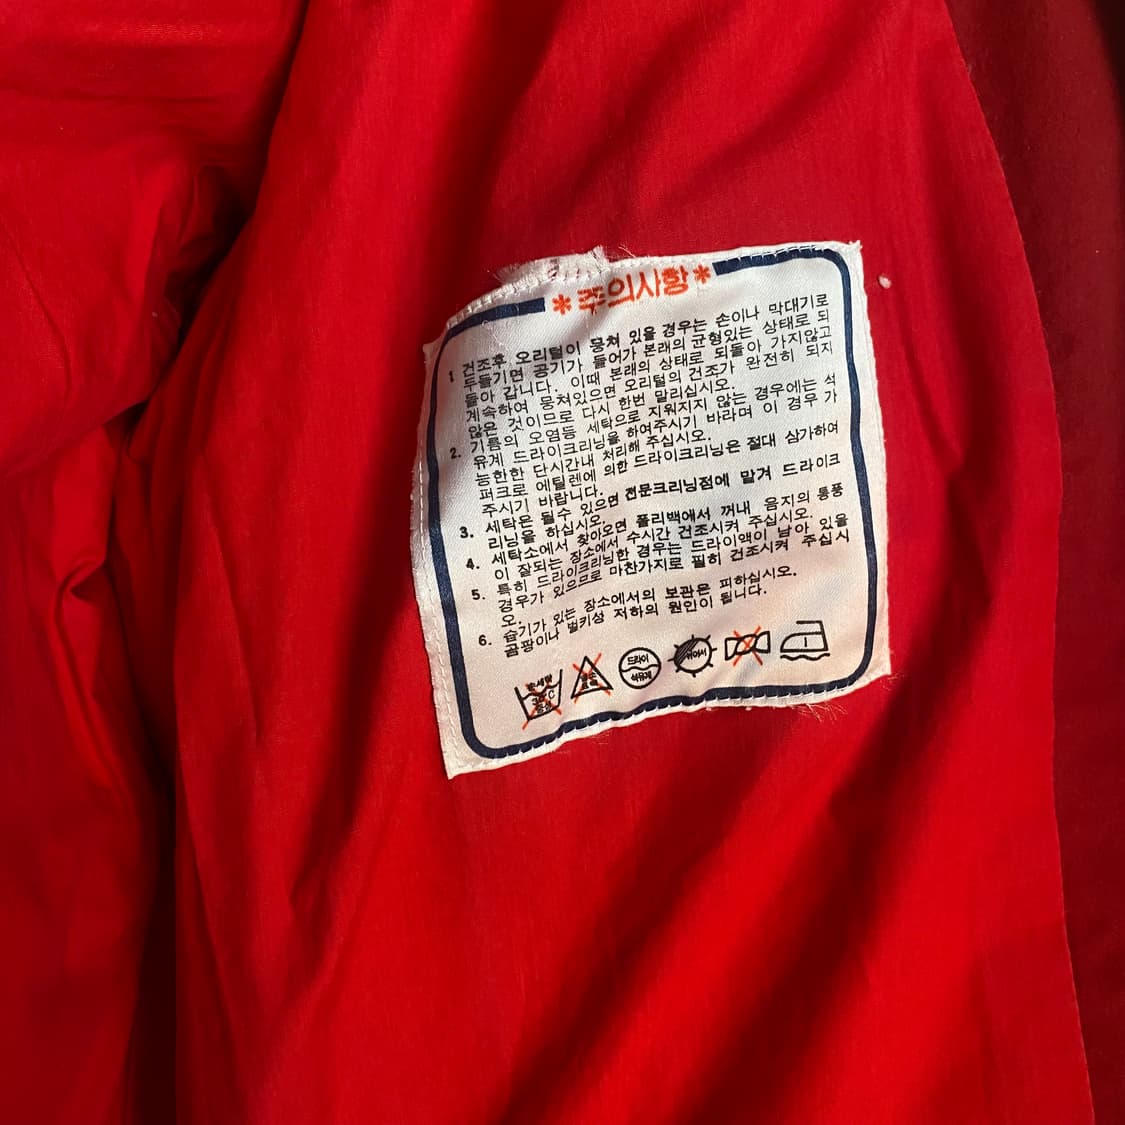 *주의사항*
1 건조후 오리털이 뭉쳐 있을 경우는 손이나 막대기로
두들기면 공기가 들어가 본래의 균형있는 상태로 되
돌아 갑니다. 이때 본래의 상태로 되돌아 가지않고
계속하여 뭉쳐있으면 오리털의 건조가 완전히 되지
않은 것이므로 다시 한번 말리십시오.
2. 기름의 오염등 세탁으로 지워지지 않는 경우에는 석
유계 드라이크리닝을 하여주시기 바라며 이 경우 가
능한한 단시간내 처리해 주십시오.
퍼크로 에틸렌에 의한 드라이크리닝은 절대 삼가하여
주시기 바랍니다.
3. 세탁은 될수 있으면 전문크리닝점에 맡겨 드라이크
리닝을 하십시오.
4. 세탁소에서 찾아오면 폴리백에서 꺼내 음지의 통풍
이 잘되는 장소에서 수시간 건조시켜 주십시오.
5. 특히 드라이크리닝한 경우는 드라이액이 남아 있을
경우가 있으므로 마찬가지로 필히 건조시켜 주십시
오.
6. 습기가 있는 장소에서의 보관은 피하십시오.
곰팡이나 벌키성 저하의 원인이 됩니다.
드라이
석유계